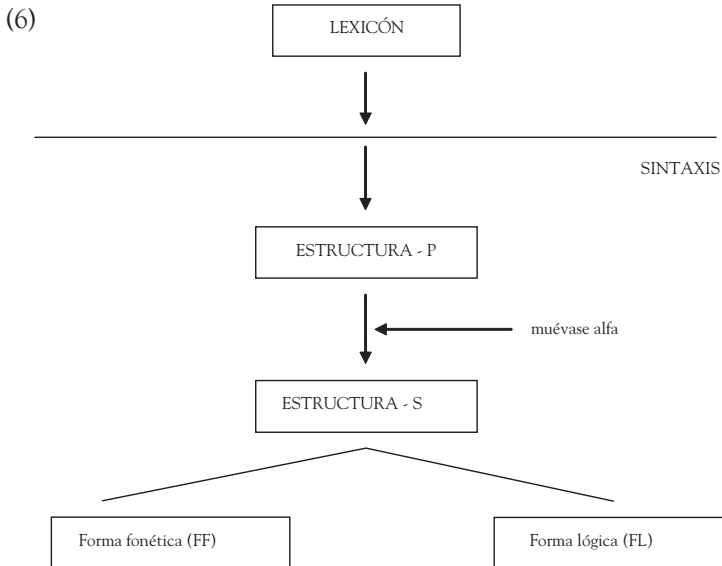 (6)
LEXICÓN
SINTAXIS
ESTRUCTURA - P
muévase alfa
ESTRUCTURA - S
Forma fonética (FF)
Forma lógica (FL)